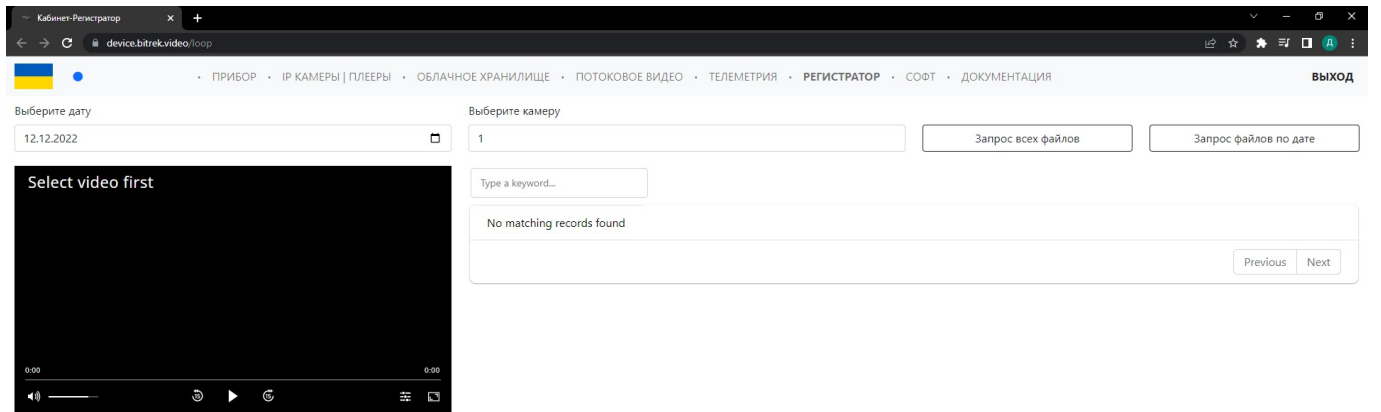 Кабинет-Регистратор
device.bitrek.video/loop
Д
• ПРИБОР • IP КАМЕРЫ | ПЛЕЕРЫ • ОБЛАЧНОЕ ХРАНИЛИЩЕ • ПОТОКОВОЕ ВИДЕО • ТЕЛЕМЕТРИЯ • РЕГИСТРАТОР • СОФТ • ДОКУМЕНТАЦИЯ ВЫХОД
Выберите дату
Выберите камеру
12.12.2022
1
Запрос всех файлов
Запрос файлов по дате
Select video first
Type a keyword...
No matching records found
Previous Next
0:00 0:00
15 15